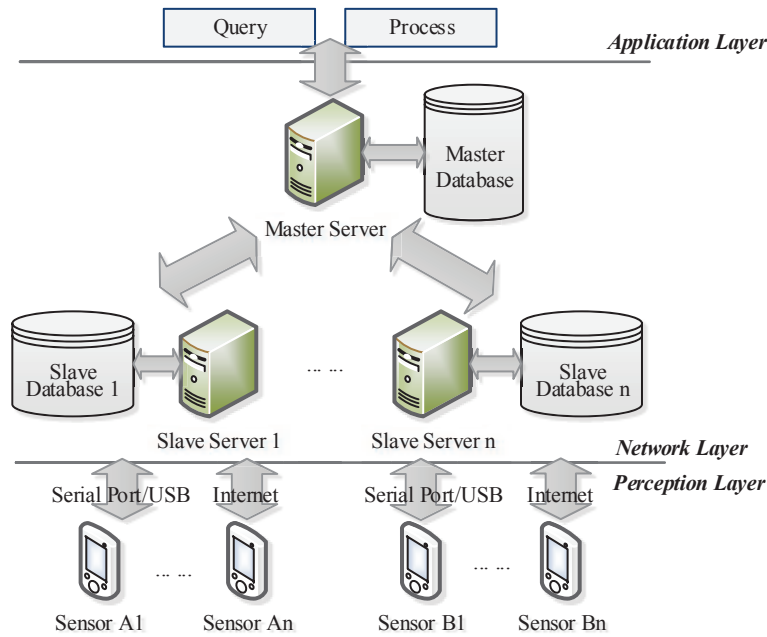 Query
Process
Application Layer
Master
Database
Master Server
Slave
Database 1
... ...
Slave
Database n
Slave Server 1
Slave Server n
Network Layer
Serial Port/USB
Internet
Serial Port/USB
Internet
Perception Layer
... ...
... ...
Sensor A1
Sensor An
Sensor B1
Sensor Bn